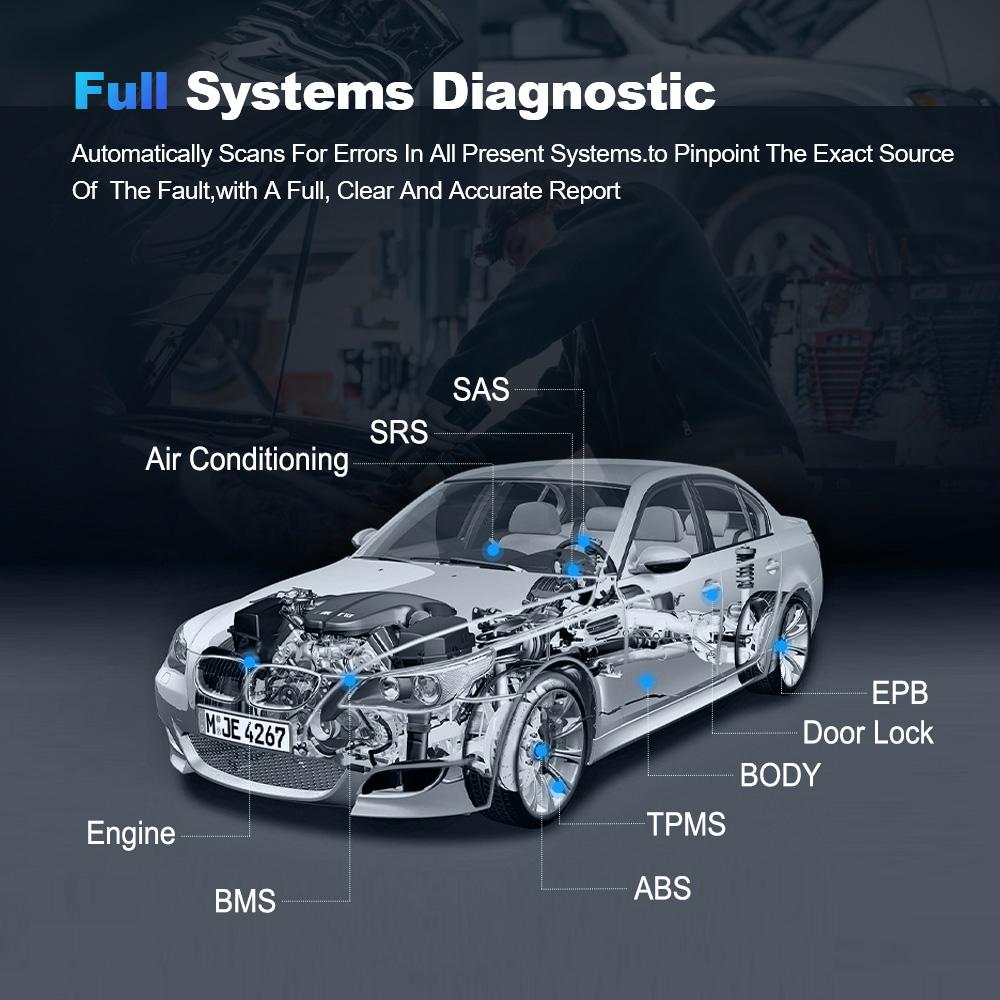 Full Systems Diagnostic
Automatically Scans For Errors In All Present Systems.to Pinpoint The Exact Source
Of The Fault,with A Full, Clear And Accurate Report
SAS
SRS
Air Conditioning
M JE 4267
EPB
Door Lock
BODY
TPMS
Engine
ABS
BMS